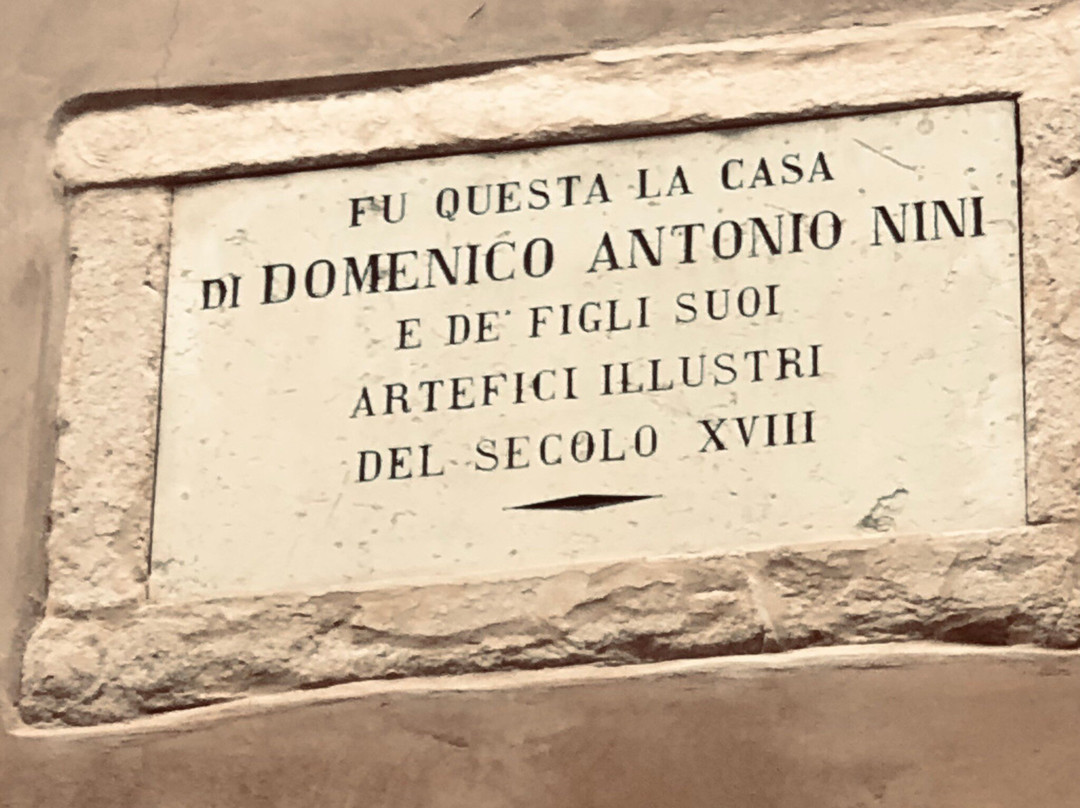 FU QUESTA LA CASA
DI DOMENICO ANTONIO NINI
E DE' FIGLI SUOI
ARTEFICI ILLUSTRI
DEL SECOLO XVIII